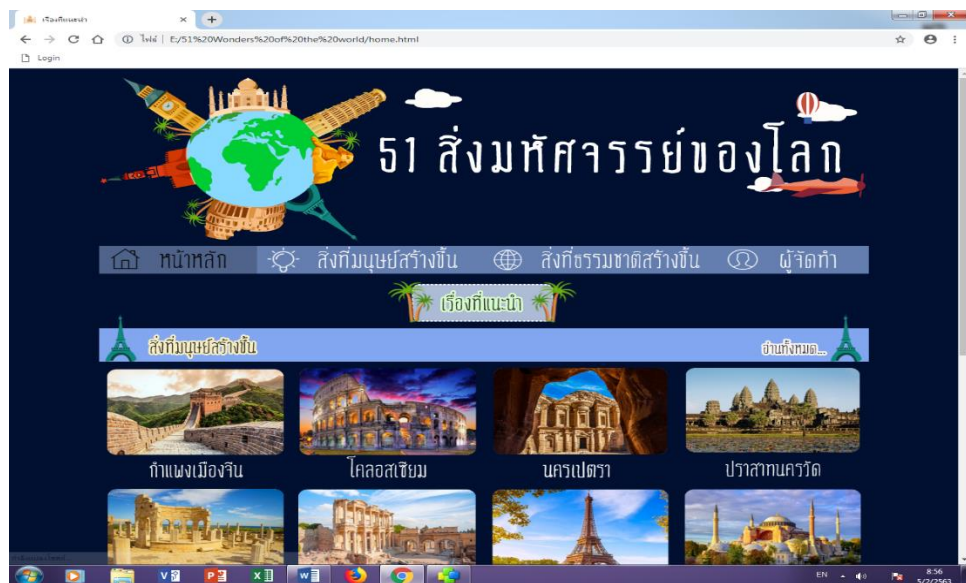 เรื่องที่แนะนำ
ไฟล์ | E:/51%20Wonders%20of%20the%20world/home.html
Login
51 สิ่งมหัศจรรย์ของโลก
หน้าหลัก สิ่งที่มนุษย์สร้างขึ้น สิ่งที่ธรรมชาติสร้างขึ้น ผู้จัดทำ
เรื่องที่แนะนำ
สิ่งที่มนุษย์สร้างขึ้น อ่านทั้งหมด...
กำแพงเมืองจีน โคลอสเซียม นครเปตรา ปราสาทนครวัด
EN 8:56
5/2/2563